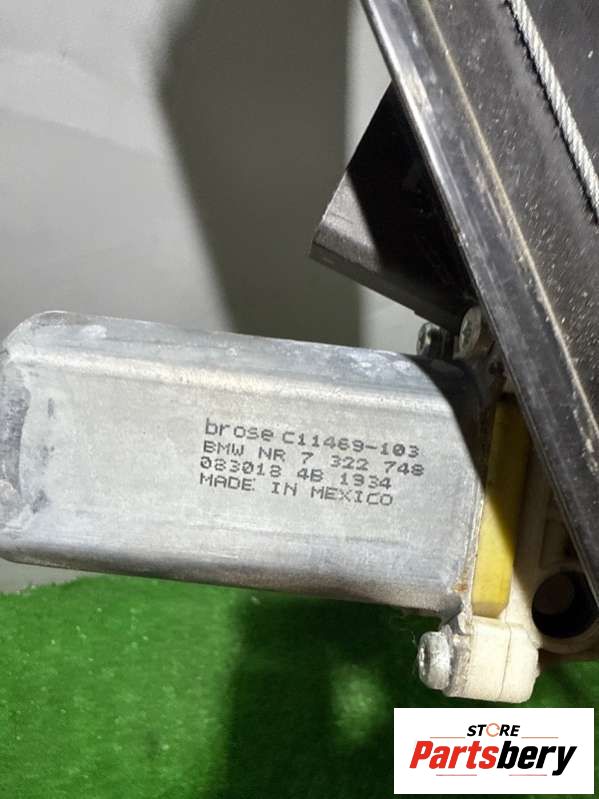 brose C11469-103
BMW NR 7 322 748
083018 4B 1934
MADE IN MEXICO
STORE
Partsbery